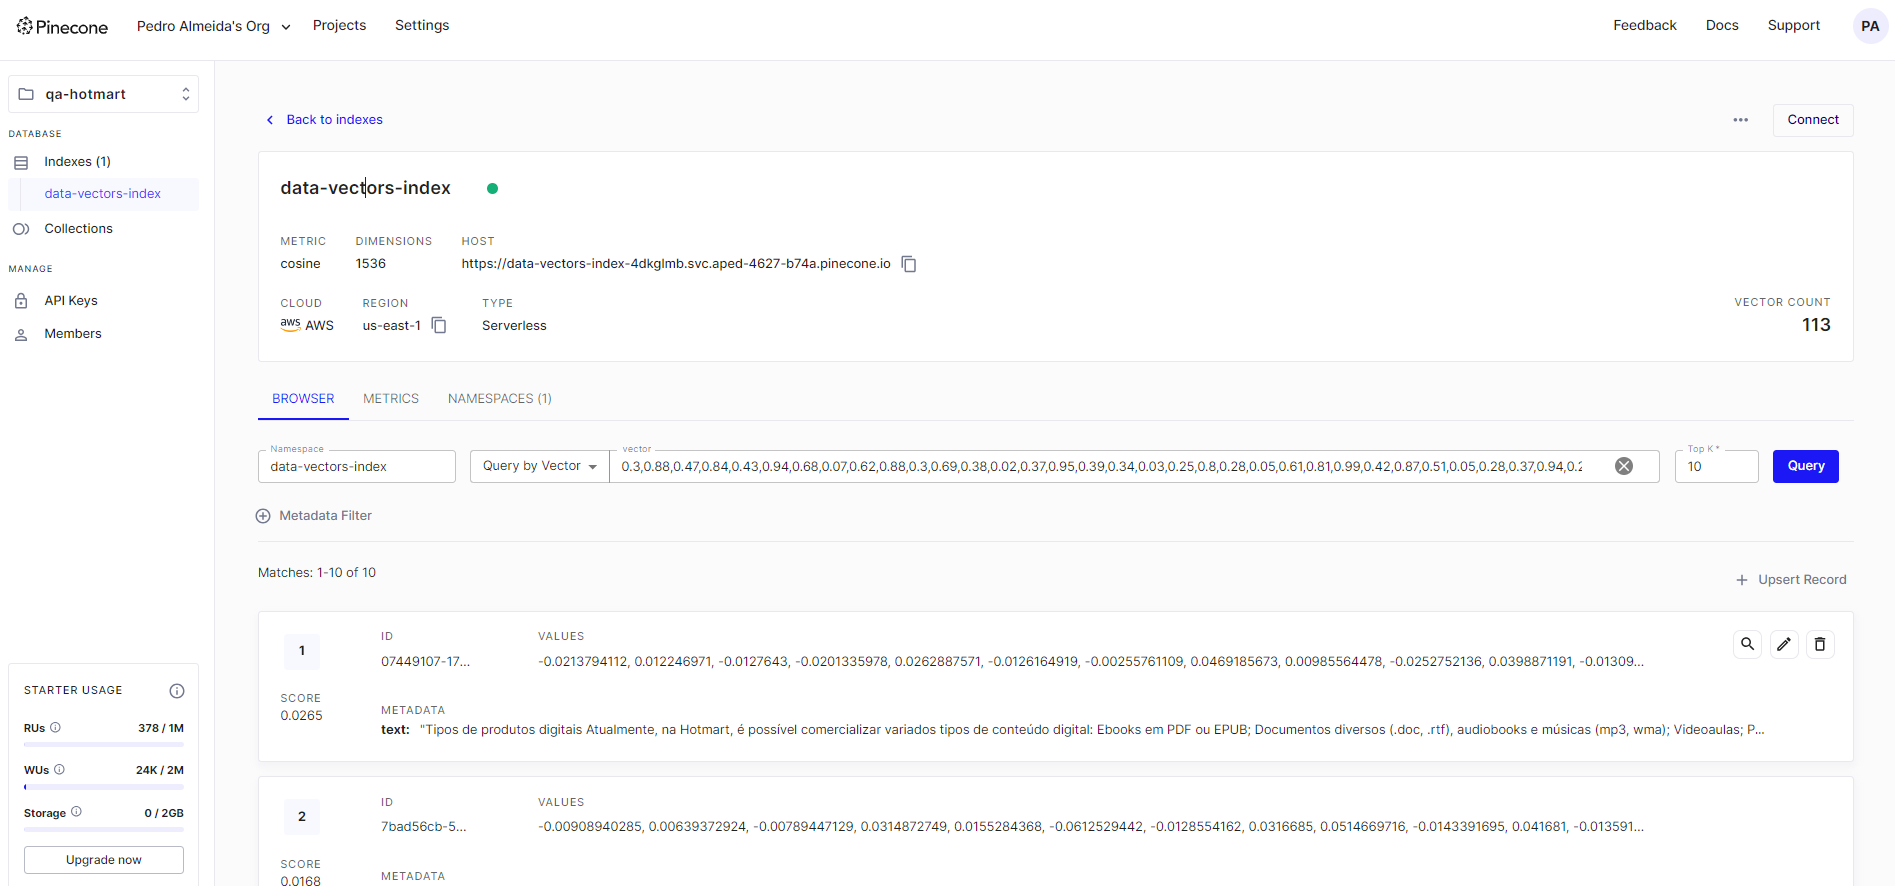 Pinecone
Pedro Almeida's Org
Projects
Settings
Feedback
Docs
Support
PA
qa-hotmart
DATABASE
Indexes (1)
data-vectors-index
Collections
MANAGE
API Keys
Members
STARTER USAGE
RUs 378 / 1M
WUs 24K / 2M
Storage 0 / 2GB
Upgrade now
Back to indexes
Connect
data-vectors-index
METRIC DIMENSIONS HOST
cosine 1536 https://data-vectors-index-4dkglmb.svc.aped-4627-b74a.pinecone.io
CLOUD REGION TYPE
aws AWS us-east-1 Serverless
VECTOR COUNT
113
BROWSER METRICS NAMESPACES (1)
Namespace
data-vectors-index
Query by Vector
vector
0.3,0.88,0.47,0.84,0.43,0.94,0.68,0.07,0.62,0.88,0.3,0.69,0.38,0.02,0.37,0.95,0.39,0.34,0.03,0.25,0.8,0.28,0.05,0.61,0.81,0.99,0.42,0.87,0.51,0.05,0.28,0.37,0.94,0.2
Top K *
10
Query
Metadata Filter
Matches: 1-10 of 10
Upsert Record
1
ID VALUES
07449107-17... -0.0213794112, 0.012246971, -0.0127643, -0.0201335978, 0.0262887571, -0.0126164919, -0.00255761109, 0.0469185673, 0.00985564478, -0.0252752136, 0.0398871191, -0.01309...
SCORE
0.0265
METADATA
text: "Tipos de produtos digitais Atualmente, na Hotmart, é possível comercializar variados tipos de conteúdo digital: Ebooks em PDF ou EPUB; Documentos diversos (.doc, .rtf), audiobooks e músicas (mp3, wma); Videoaulas; P...
2
ID VALUES
7bad56cb-5... -0.00908940285, 0.00639372924, -0.00789447129, 0.0314872749, 0.0155284368, -0.0612529442, -0.0128554162, 0.0316685, 0.0514669716, -0.0143391695, 0.041681, -0.013591...
SCORE
0.0168
METADATA